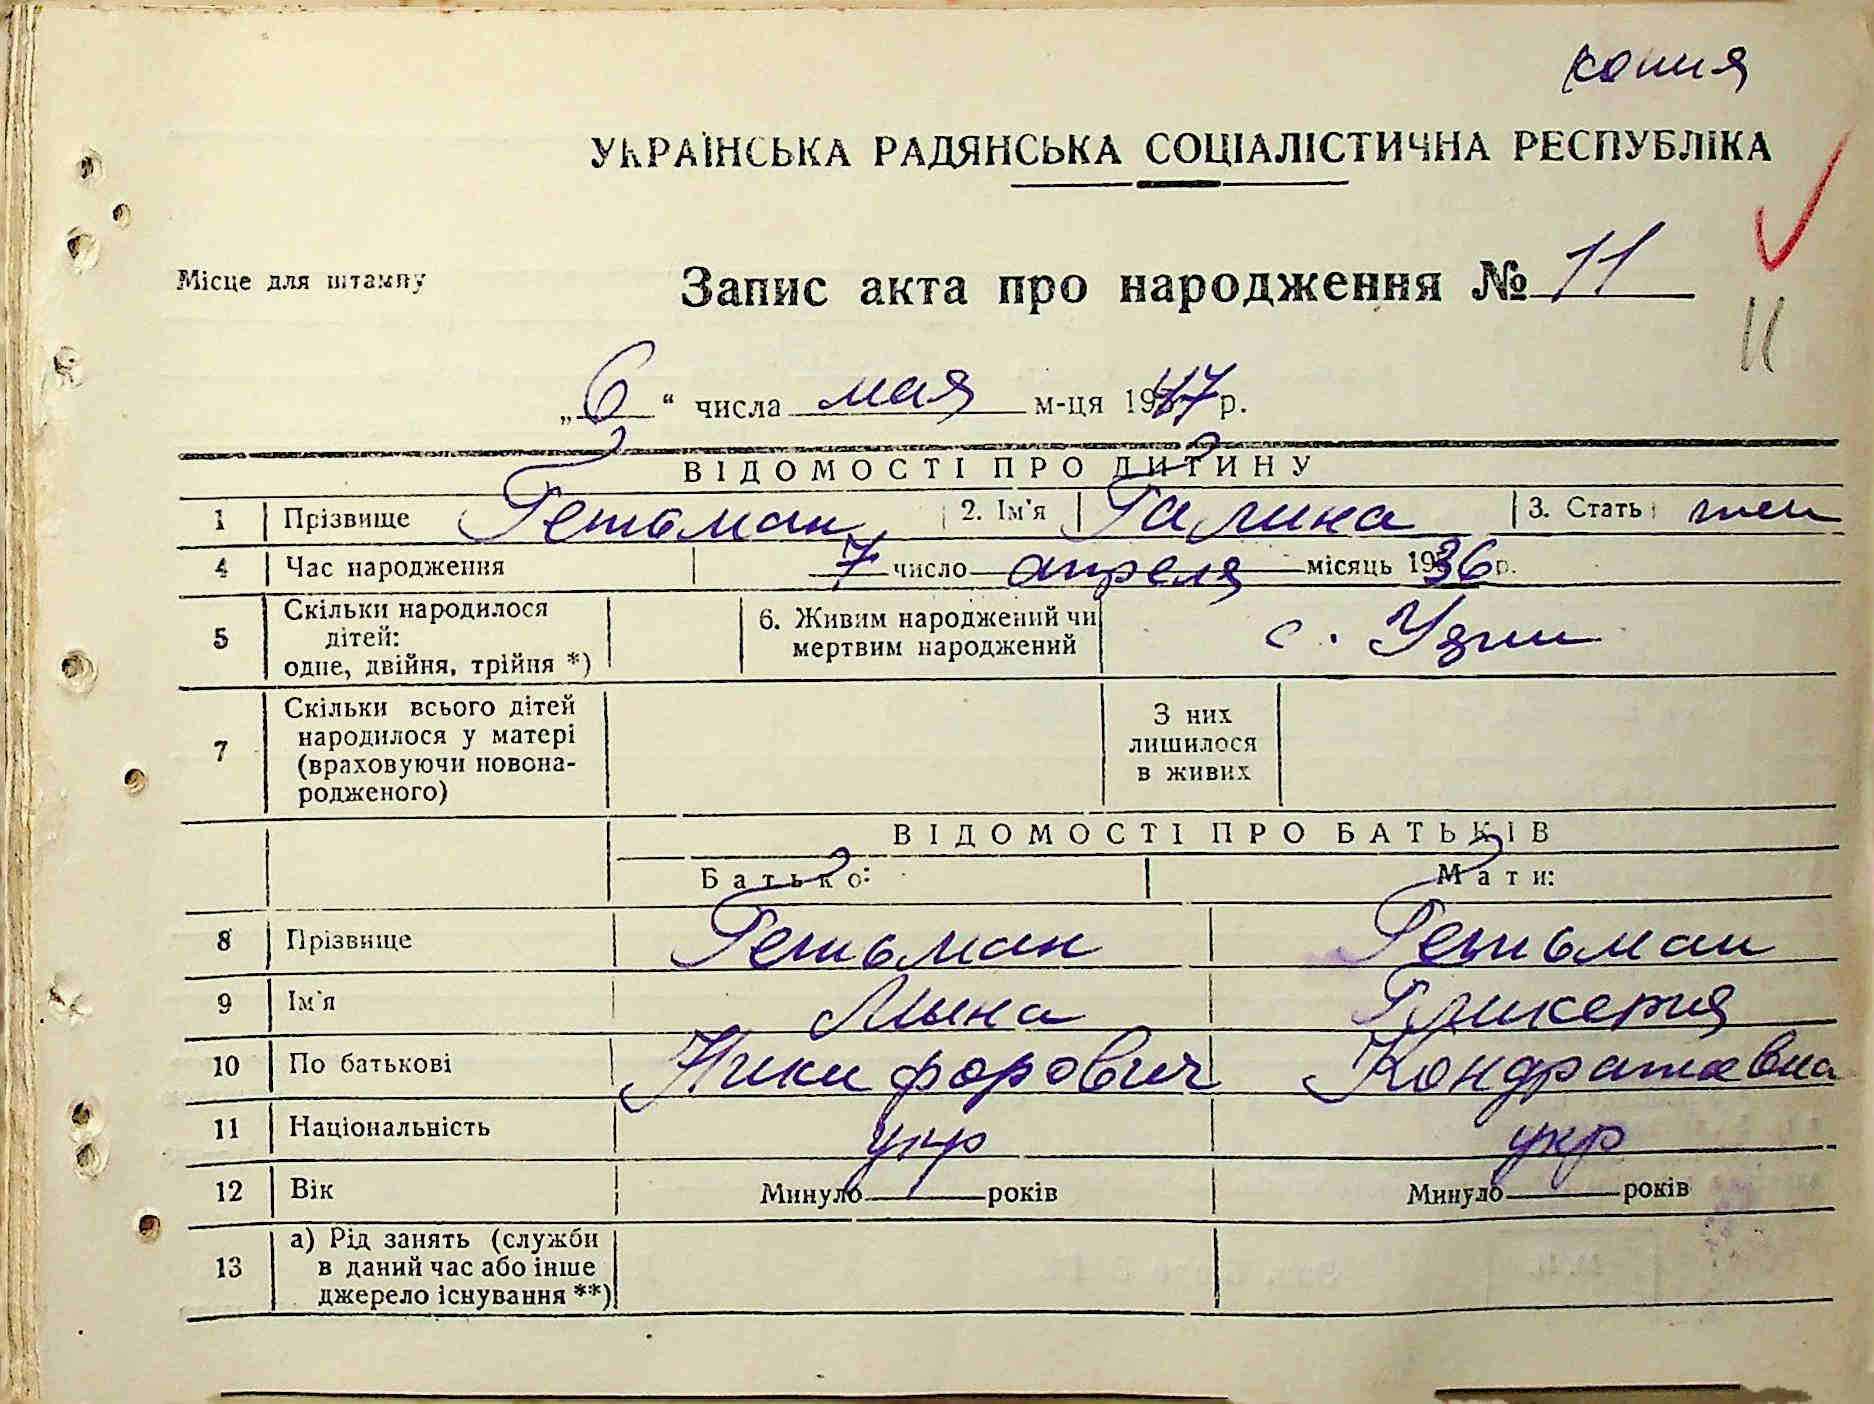 копия
УКРАЇНСЬКА РАДЯНСЬКА СОЦІАЛІСТИЧНА РЕСПУБЛІКА
Місце для штампу
Запис акта про народження № 11
11
„6“ числа мая м-ця 1947 р.
ВІДОМОСТІ ПРО ДИТИНУ
1 Прізвище Гетьман 2. Ім'я Галина 3. Стать жен
4 Час народження 7 число апреля місяць 1936 р.
5 Скільки народилося дітей: одне, двійня, трійня *) 6. Живим народжений чи мертвим народжений с. Узин
7 Скільки всього дітей народилося у матері (враховуючи новонародженого) З них лишилося в живих
ВІДОМОСТІ ПРО БАТЬКІВ
Батько: Мати:
8 Прізвище Гетьман Гетьман
9 Ім'я Мына Гликерия
10 По батькові Никифорович Кондратовна
11 Національність укр укр
12 Вік Минуло років Минуло років
13 а) Рід занять (служби в даний час або інше джерело існування **)